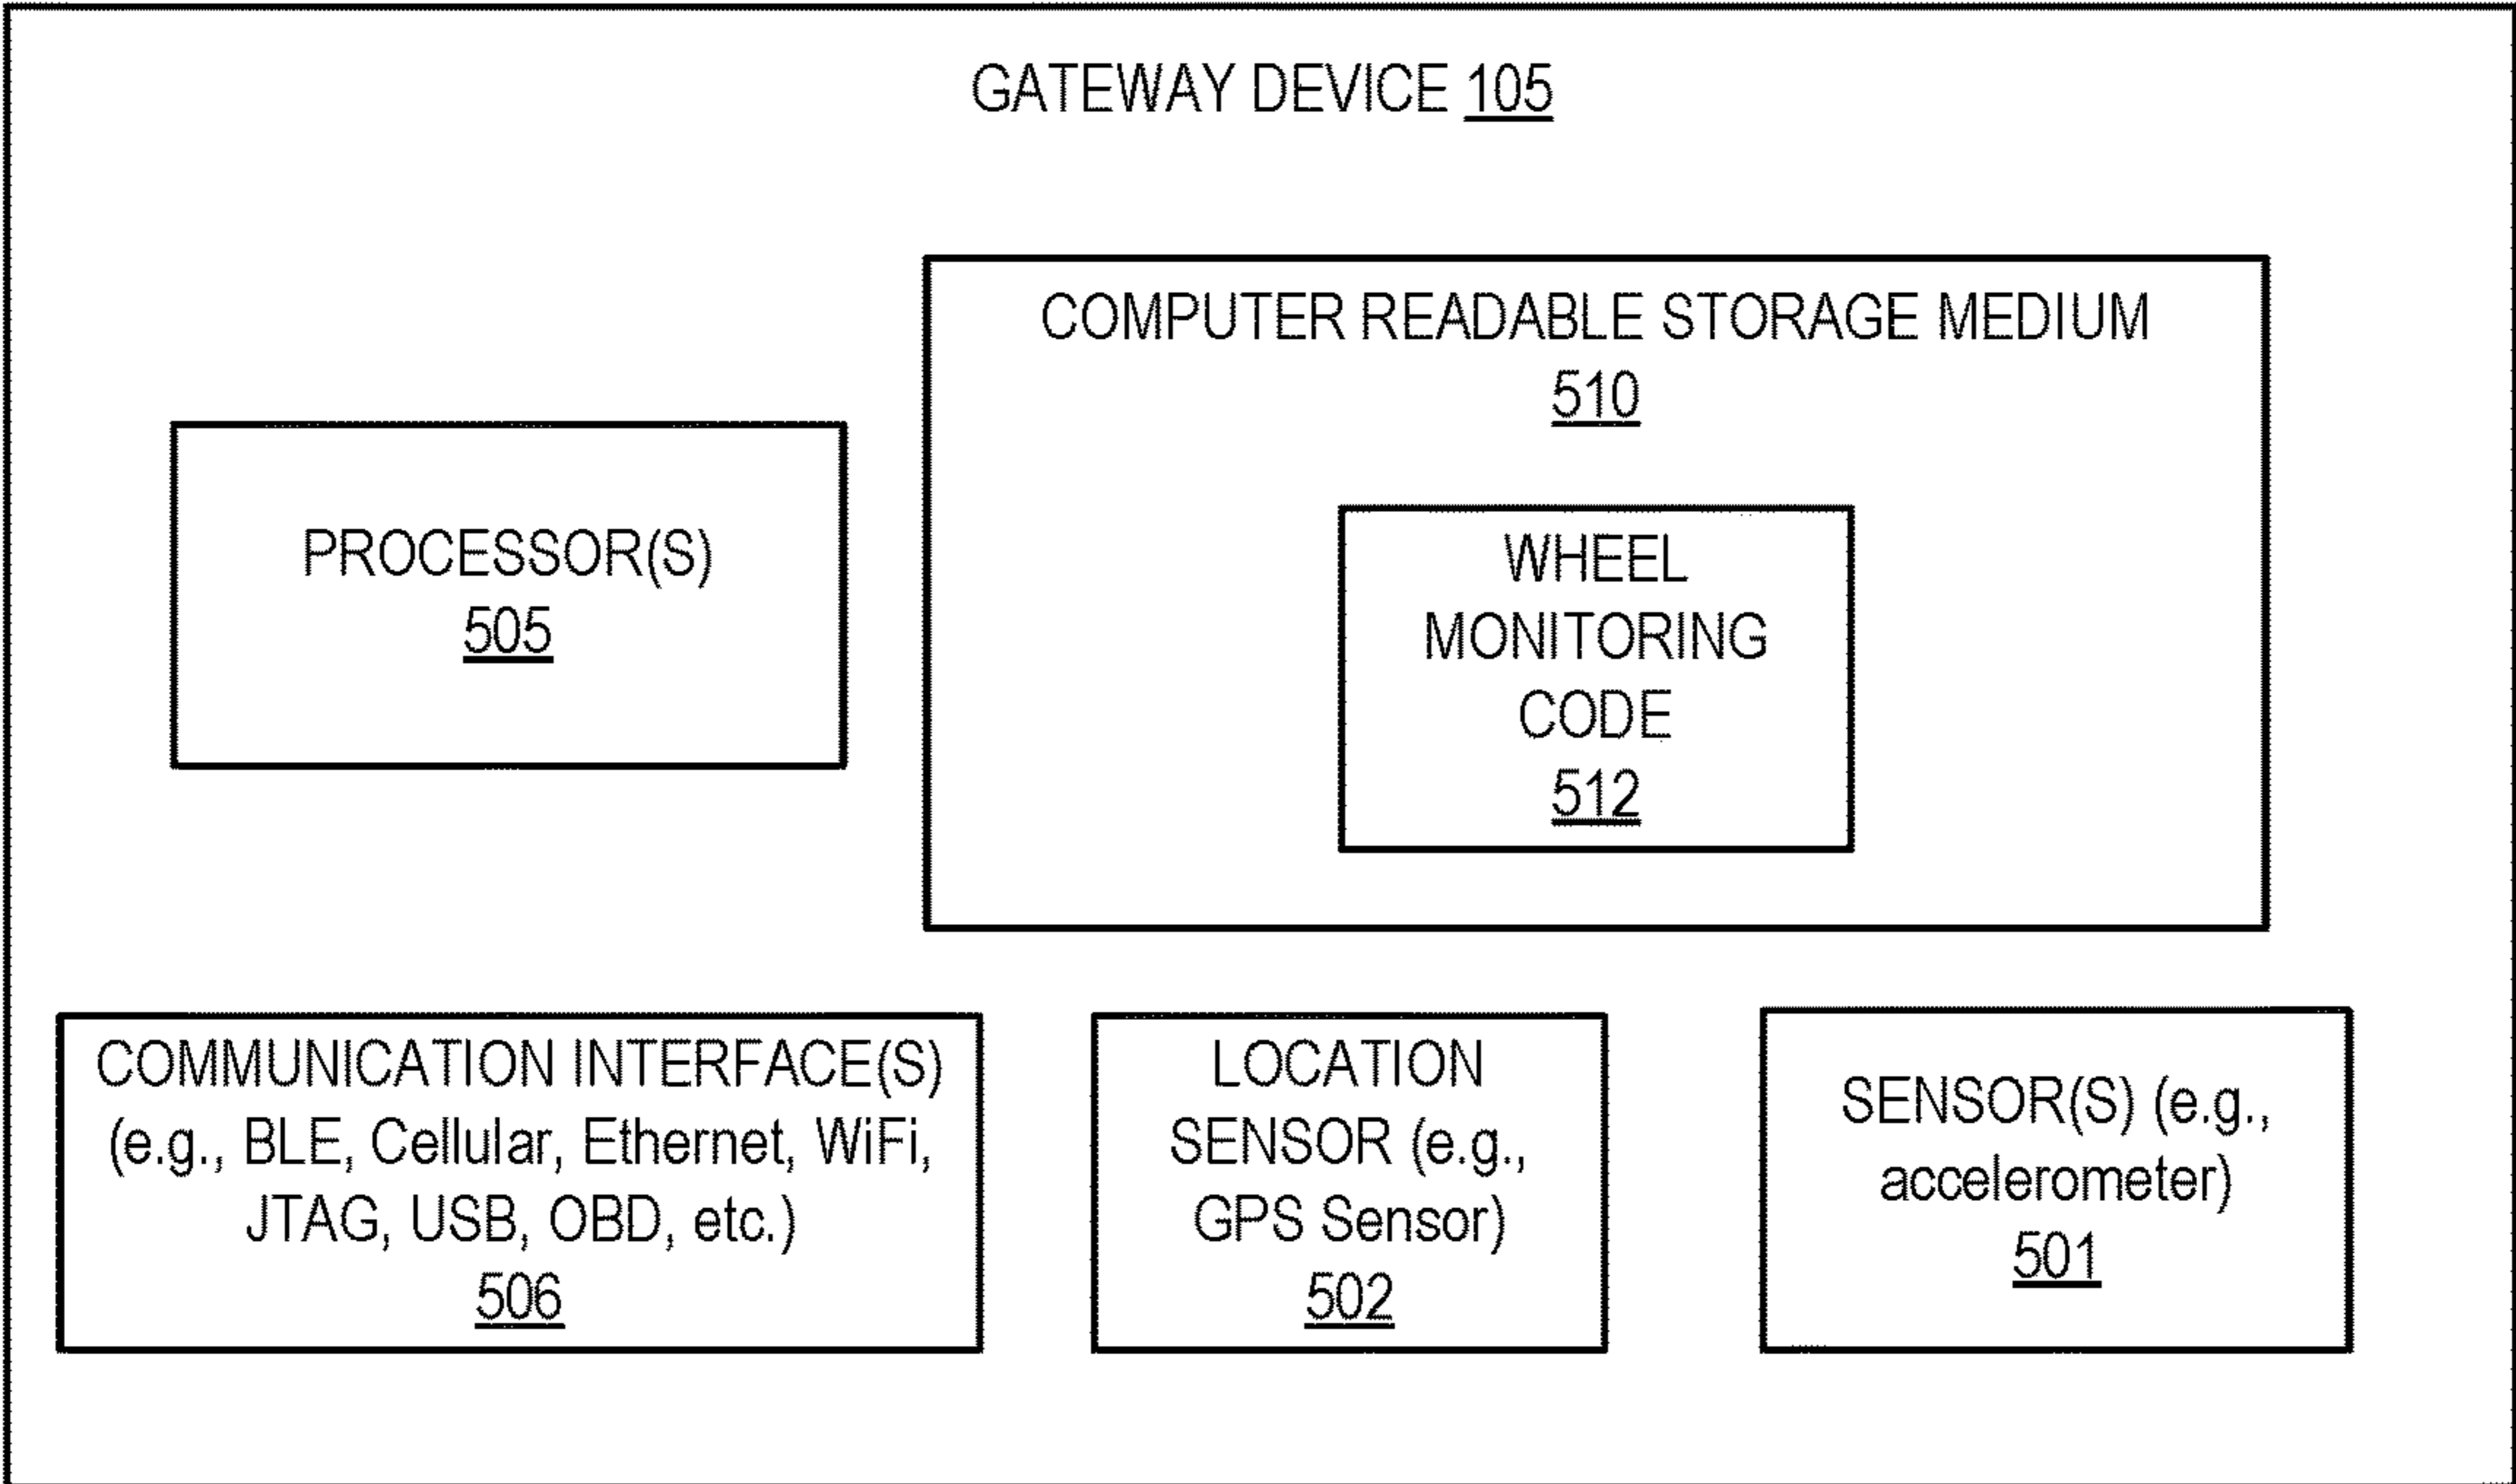 GATEWAY DEVICE 105
COMPUTER READABLE STORAGE MEDIUM
510
PROCESSOR(S)
505
WHEEL
MONITORING
CODE
512
COMMUNICATION INTERFACE(S)
(e.g., BLE, Cellular, Ethernet, WiFi,
JTAG, USB, OBD, etc.)
506
LOCATION
SENSOR (e.g.,
GPS Sensor)
502
SENSOR(S) (e.g.,
accelerometer)
501